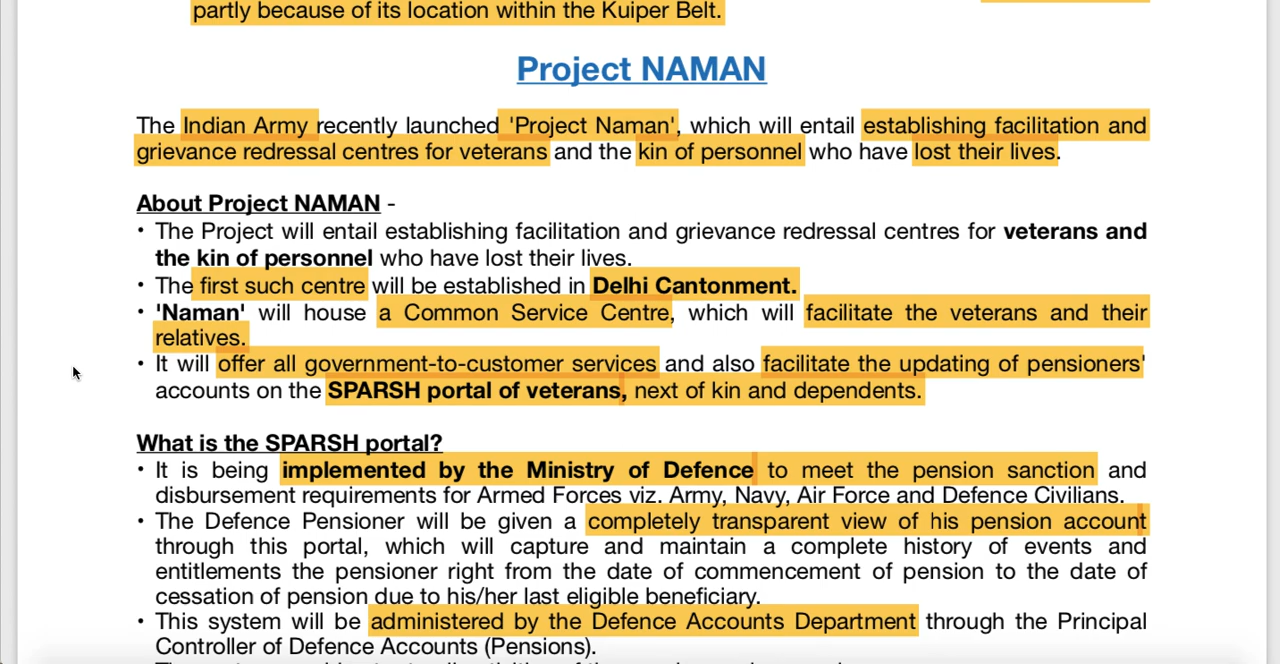 partly because of its location within the Kuiper Belt.
Project NAMAN
The Indian Army recently launched 'Project Naman', which will entail establishing facilitation and
grievance redressal centres for veterans and the kin of personnel who have lost their lives.
About Project NAMAN -
• The Project will entail establishing facilitation and grievance redressal centres for veterans and
the kin of personnel who have lost their lives.
• The first such centre will be established in Delhi Cantonment.
• 'Naman' will house a Common Service Centre, which will facilitate the veterans and their
relatives.
• It will offer all government-to-customer services and also facilitate the updating of pensioners'
accounts on the SPARSH portal of veterans, next of kin and dependents.
What is the SPARSH portal?
• It is being implemented by the Ministry of Defence to meet the pension sanction and
disbursement requirements for Armed Forces viz. Army, Navy, Air Force and Defence Civilians.
• The Defence Pensioner will be given a completely transparent view of his pension account
through this portal, which will capture and maintain a complete history of events and
entitlements the pensioner right from the date of commencement of pension to the date of
cessation of pension due to his/her last eligible beneficiary.
• This system will be administered by the Defence Accounts Department through the Principal
Controller of Defence Accounts (Pensions).